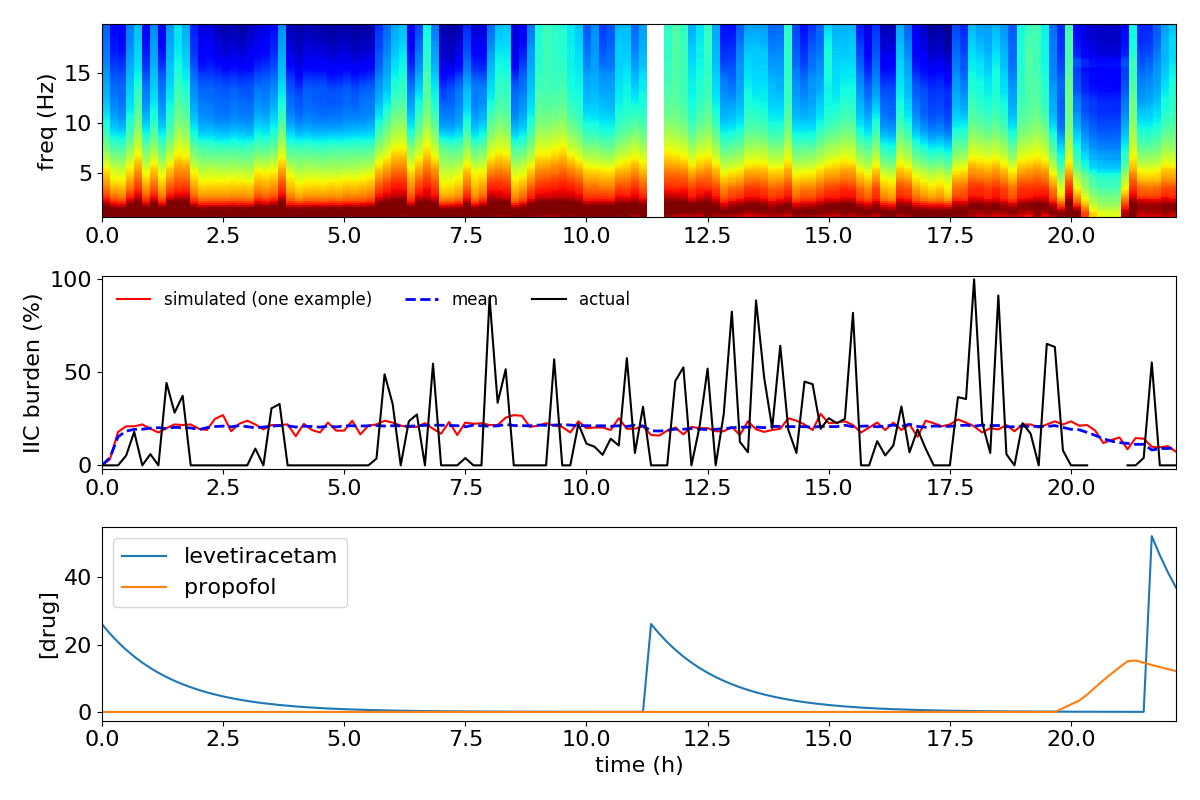 freq (Hz)
15
10
5
0.0 2.5 5.0 7.5 10.0 12.5 15.0 17.5 20.0
IIC burden (%)
100
50
0
simulated (one example) mean actual
0.0 2.5 5.0 7.5 10.0 12.5 15.0 17.5 20.0
[drug]
40
20
0
levetiracetam
propofol
0.0 2.5 5.0 7.5 10.0 12.5 15.0 17.5 20.0
time (h)